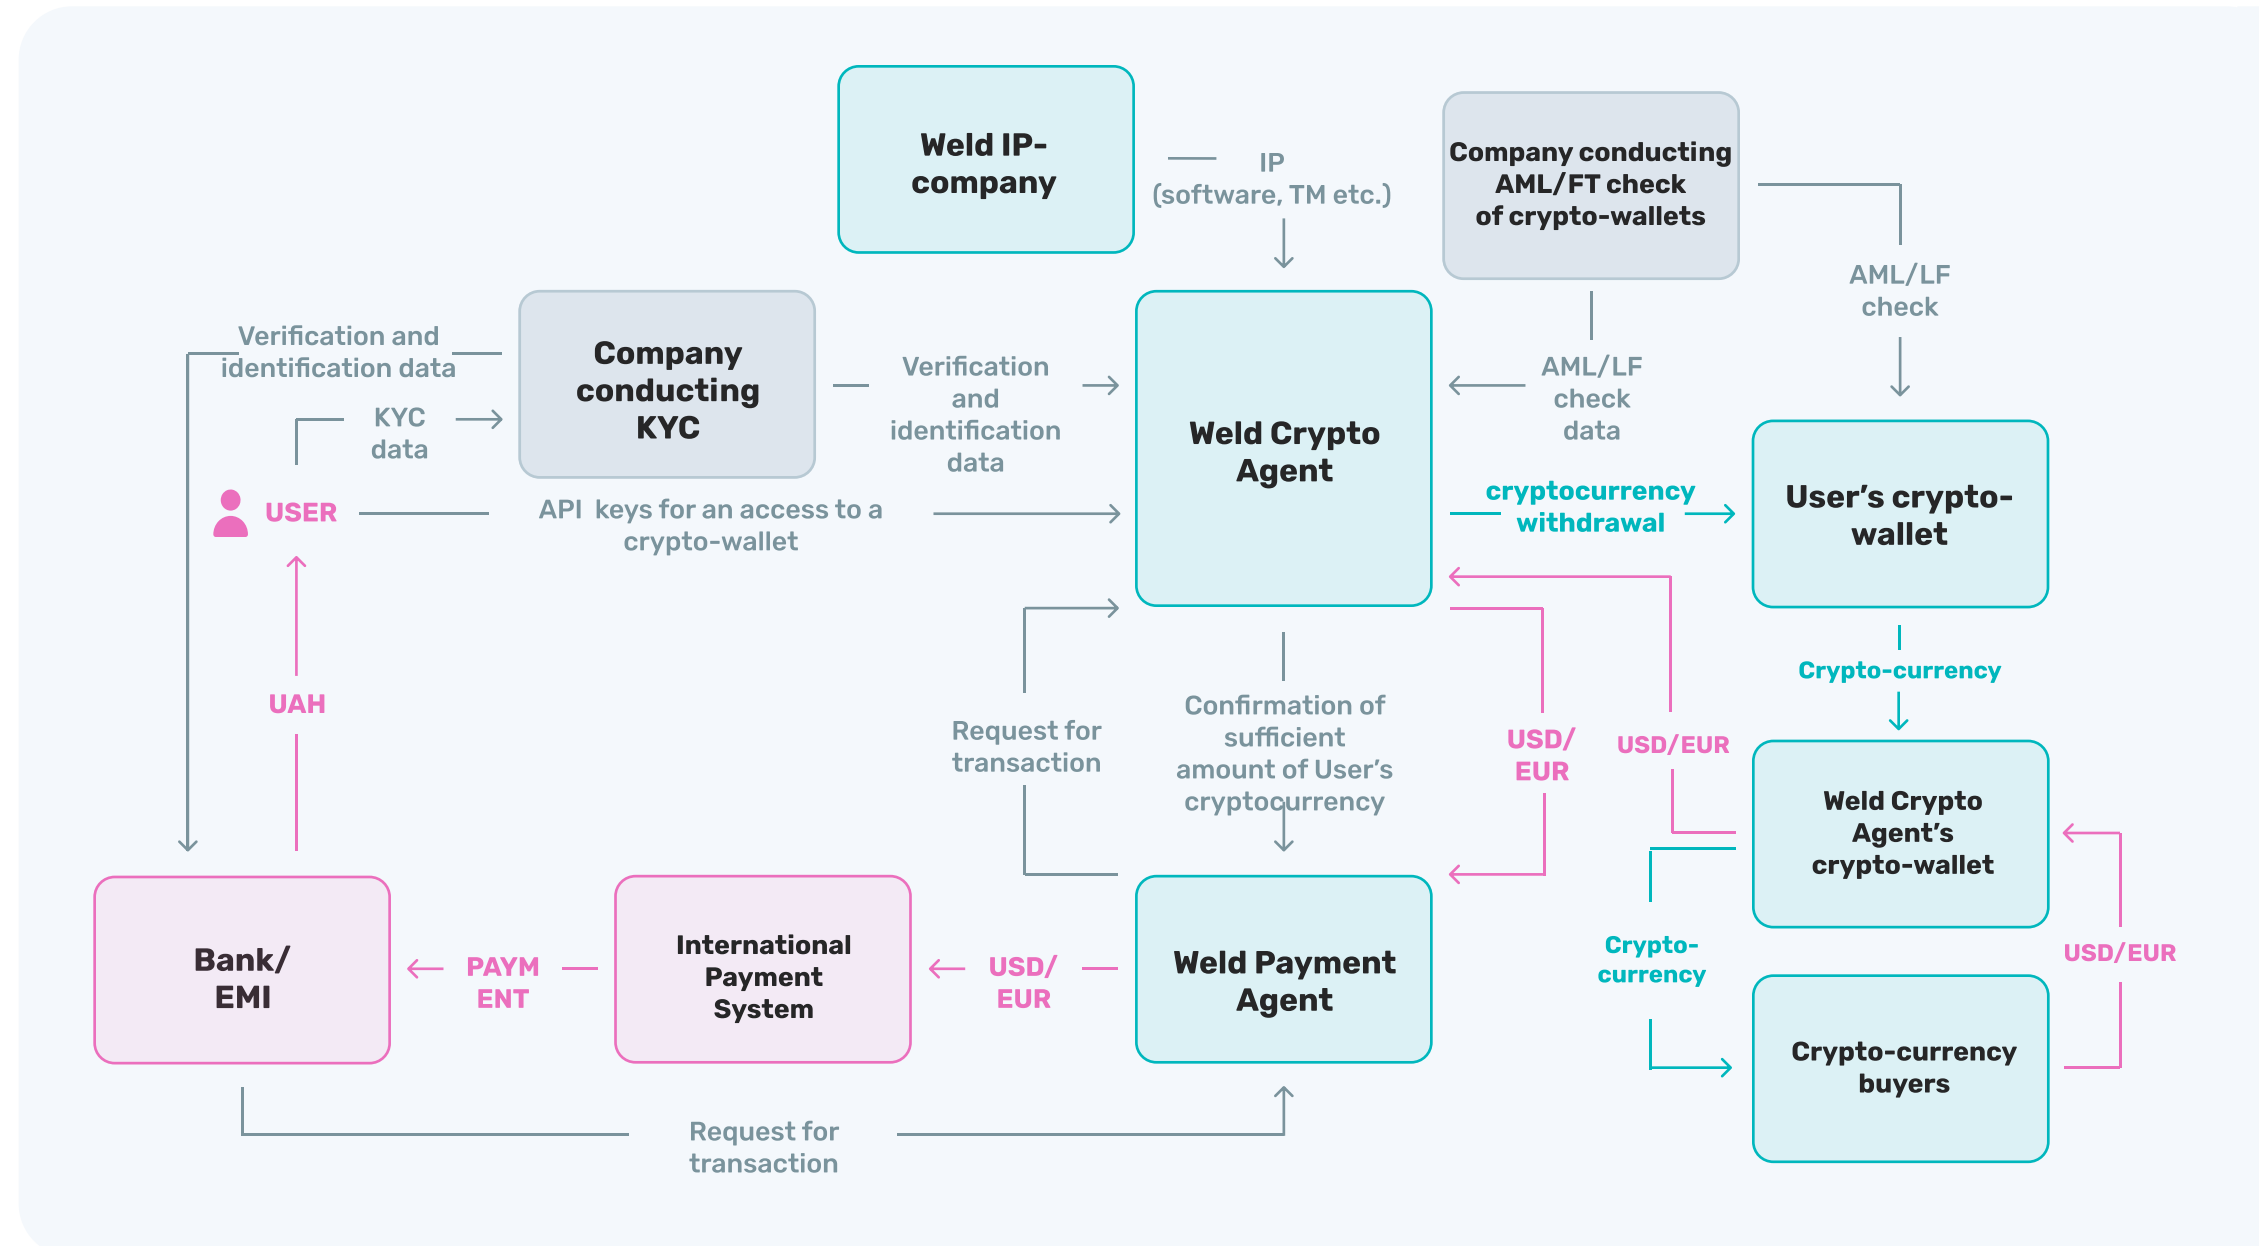 Weld IP-
company
IP
(software, TM etc.)
Company conducting
AML/FT check
of crypto-wallets
AML/LF
check
Verification and
identification data
KYC
data
Company
conducting
KYC
Verification
and
identification
data
Weld Crypto
Agent
AML/LF
check
data
cryptocurrency
withdrawal
User’s crypto-
wallet
USER
API keys for an access to a
crypto-wallet
UAH
Request for
transaction
Confirmation of
sufficient
amount of User’s
cryptocurrency
USD/
EUR
USD/EUR
Crypto-currency
Weld Crypto
Agent’s
crypto-wallet
Bank/
EMI
PAYM
ENT
International
Payment
System
USD/
EUR
Weld Payment
Agent
Crypto-
currency
USD/EUR
Crypto-currency
buyers
Request for
transaction